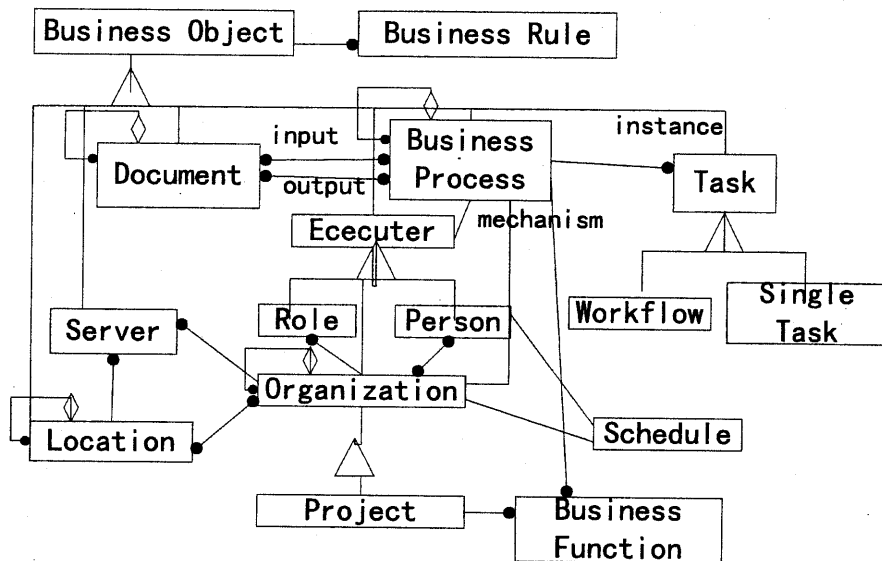 Business Object
Business Rule
input
instance
Business
Process
Document
output
Task
Ececuter
mechanism
Single
Task
Workflow
Role
Person
Server
Organization
Schedule
Location
Project
Business
Function